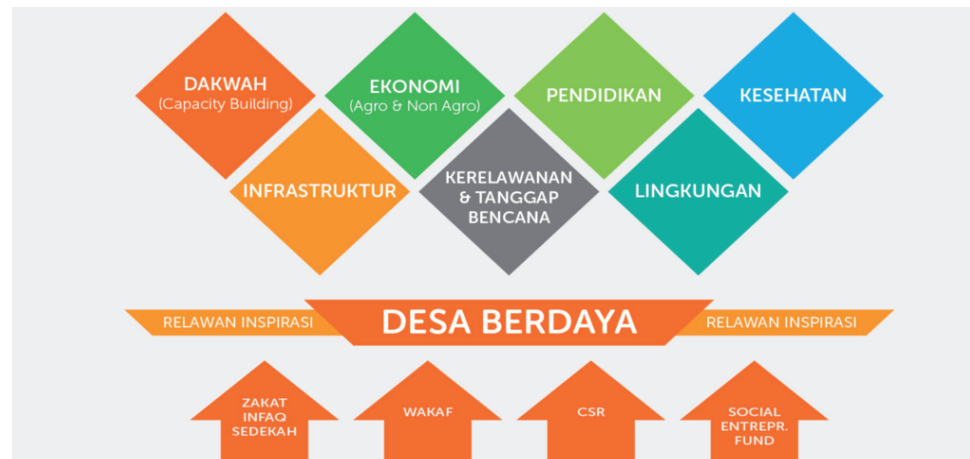 DAKWAH
(Capacity Building)
EKONOMI
(Agro & Non Agro)
PENDIDIKAN
KESEHATAN
INFRASTRUKTUR
KERELAWANAN
& TANGGAP
BENCANA
LINGKUNGAN
RELAWAN INSPIRASI
DESA BERDAYA
RELAWAN INSPIRASI
ZAKAT
INFAQ
SEDEKAH
WAKAF
CSR
SOCIAL
ENTREPR.
FUND